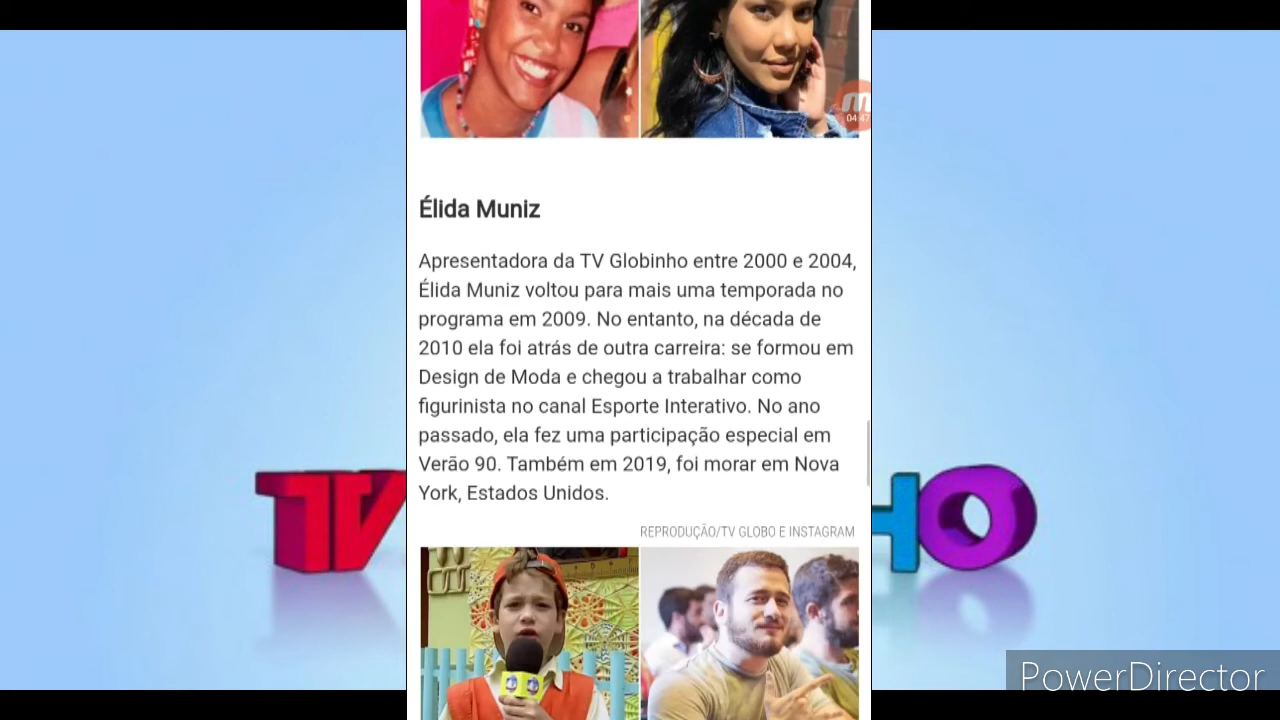 04:47
Élida Muniz
Apresentadora da TV Globinho entre 2000 e 2004,
Élida Muniz voltou para mais uma temporada no
programa em 2009. No entanto, na década de
2010 ela foi atrás de outra carreira: se formou em
Design de Moda e chegou a trabalhar como
figurinista no canal Esporte Interativo. No ano
passado, ela fez uma participação especial em
Verão 90. Também em 2019, foi morar em Nova
York, Estados Unidos.
REPRODUÇÃO/TV GLOBO E INSTAGRAM
TV
HO
PowerDirector